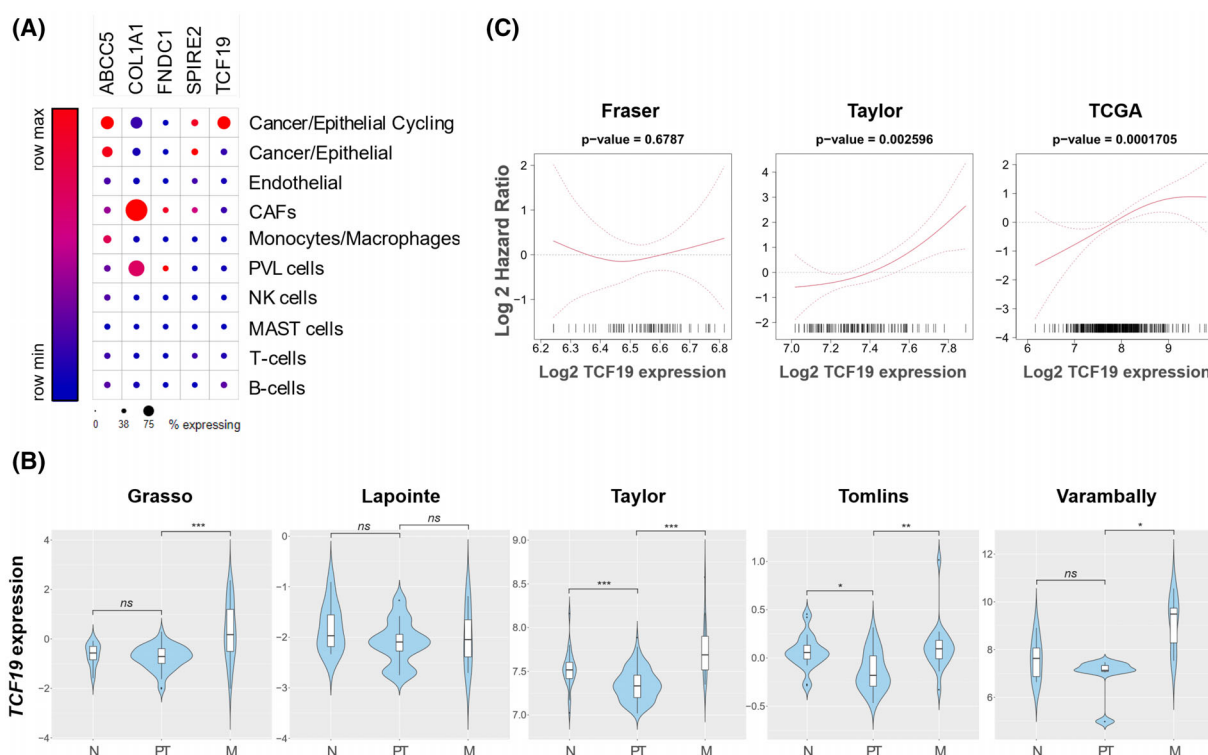 (A)
ABCC5
COL1A1
FNDC1
SPIRE2
TCF19
row max
row min
Cancer/Epithelial Cycling
Cancer/Epithelial
Endothelial
CAFs
Monocytes/Macrophages
PVL cells
NK cells
MAST cells
T-cells
B-cells
0 38 75 % expressing
(C)
Fraser
p-value = 0.6787
Log 2 Hazard Ratio
2
1
0
−1
6.2 6.3 6.4 6.5 6.6 6.7 6.8
Log2 TCF19 expression
Taylor
p-value = 0.002596
4
3
2
1
0
−1
−2
7.0 7.2 7.4 7.6 7.8
Log2 TCF19 expression
TCGA
p-value = 0.0001705
2
1
0
−1
−2
−3
−4
6 7 8 9
Log2 TCF19 expression
(B)
TCF19 expression
Grasso
ns
***
4
2
0
−2
−4
N PT M
Lapointe
ns
ns
0
−1
−2
−3
−4
N PT M
Taylor
***
***
9.0
8.5
8.0
7.5
7.0
N PT M
Tomlins
*
**
1.0
0.5
0.0
−0.5
N PT M
Varambally
ns
*
12
10
8
6
N PT M